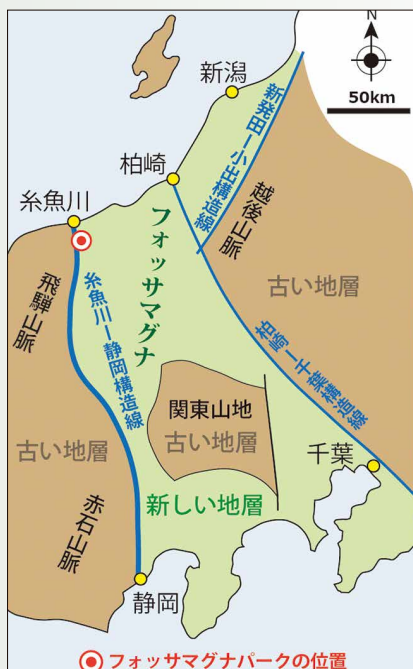 N
50km
新潟
新発田ー小出構造線
柏崎
越後山脈
糸魚川
フォッサマグナ
飛騨山脈
糸魚川ー静岡構造線
古い地層
柏崎ー千葉構造線
関東山地
古い地層
古い地層
千葉
新しい地層
赤石山脈
静岡
フォッサマグナパークの位置